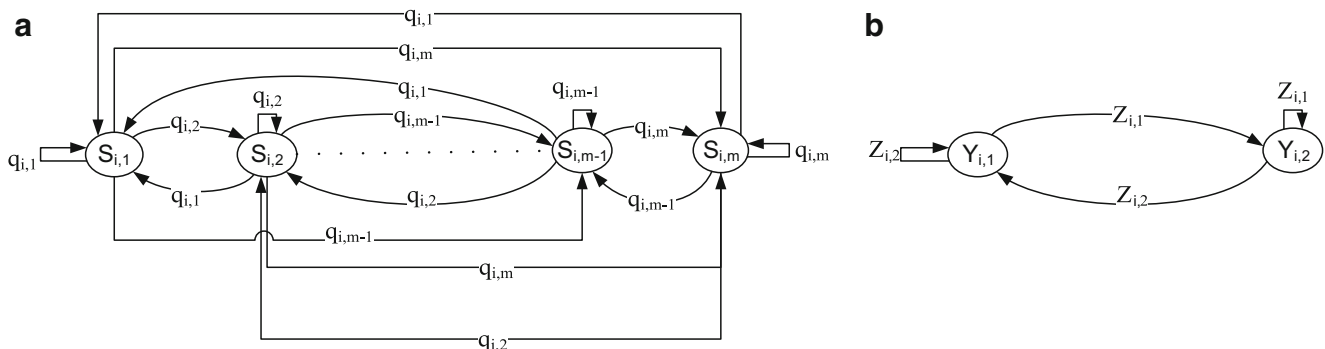 a
q_{i,1}
q_{i,m}
q_{i,1}
q_{i,2}
q_{i,m-1}
q_{i,2}
q_{i,m-1}
q_{i,m}
q_{i,1}
S_{i,1}
S_{i,2}
S_{i,m-1}
S_{i,m}
q_{i,m}
q_{i,1}
q_{i,2}
q_{i,m-1}
q_{i,m-1}
q_{i,m}
q_{i,2}
b
Z_{i,1}
Z_{i,1}
Z_{i,2}
Y_{i,1}
Y_{i,2}
Z_{i,2}